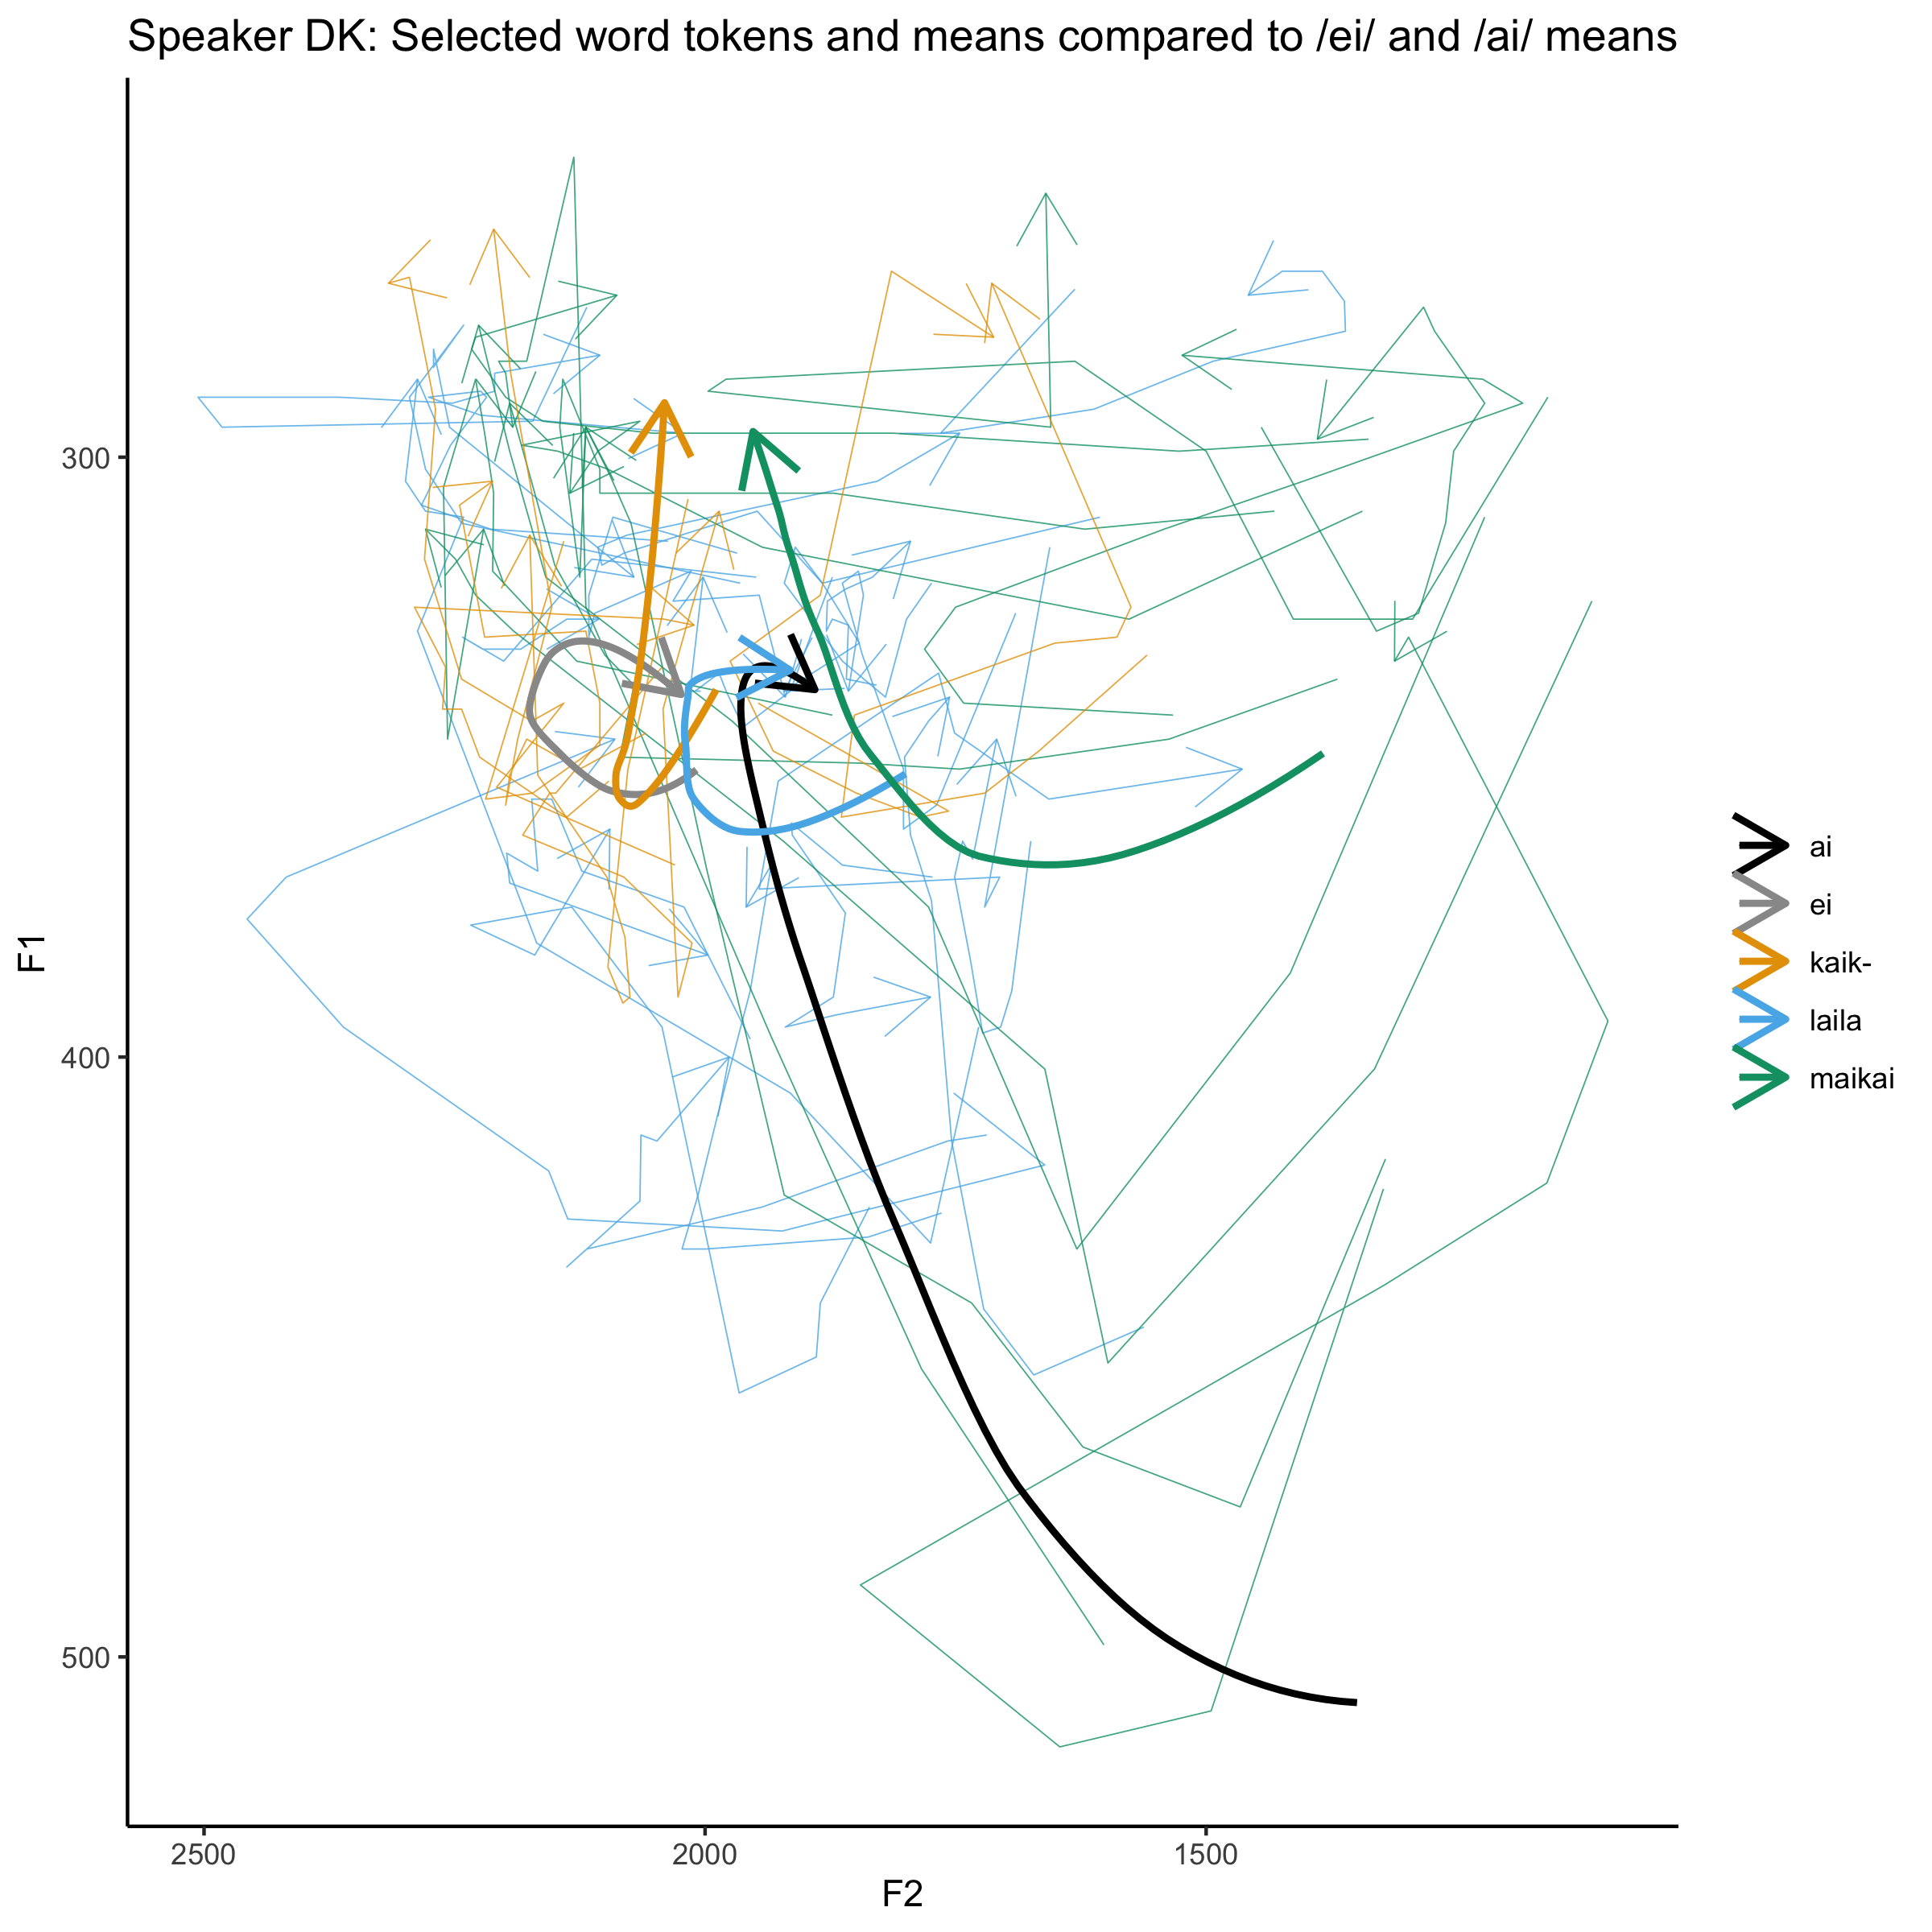 Speaker DK: Selected word tokens and means compared to /ei/ and /ai/ means
300
400
500
F1
2500
2000
1500
F2
ai
ei
kaik-
laila
maikai